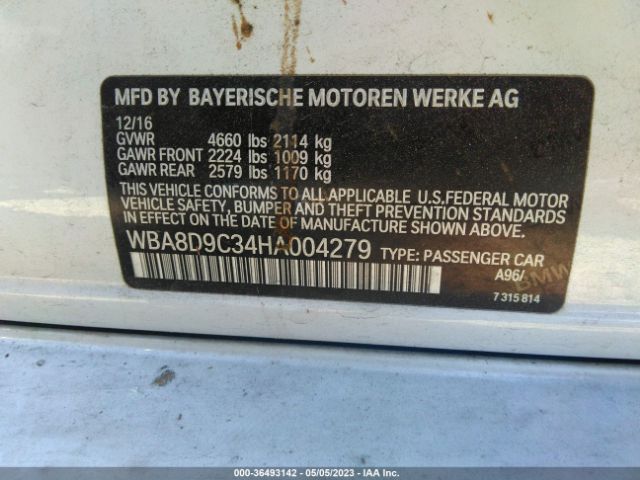 MFD BY BAYERISCHE MOTOREN WERKE AG
12/16
GVWR 4660 lbs 2114 kg
GAWR FRONT 2224 lbs 1009 kg
GAWR REAR 2579 lbs 1170 kg
THIS VEHICLE CONFORMS TO ALL APPLICABLE U.S.FEDERAL MOTOR
VEHICLE SAFETY, BUMPER AND THEFT PREVENTION STANDARDS
IN EFFECT ON THE DATE OF MANUFACTURE SHOWN ABOVE.
WBA8D9C34HA004279 TYPE: PASSENGER CAR
A96/
BMW
7 315 814
000-36493142 - 05/05/2023 - IAA Inc.